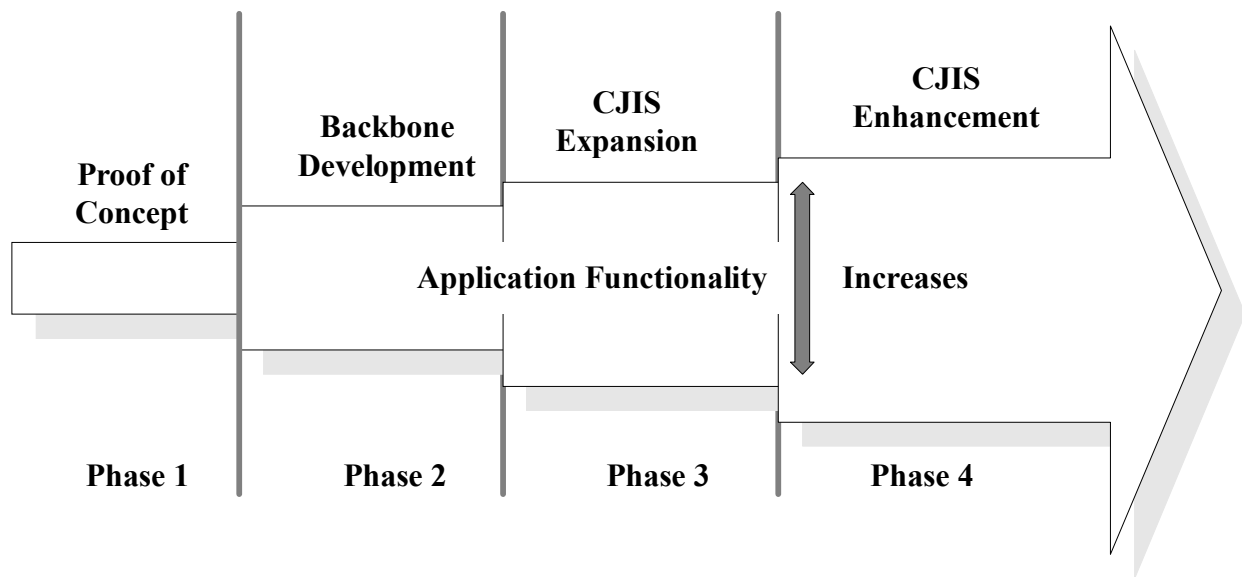 Proof of
Concept
Backbone
Development
CJIS
Expansion
CJIS
Enhancement
Application Functionality
Increases
Phase 1
Phase 2
Phase 3
Phase 4